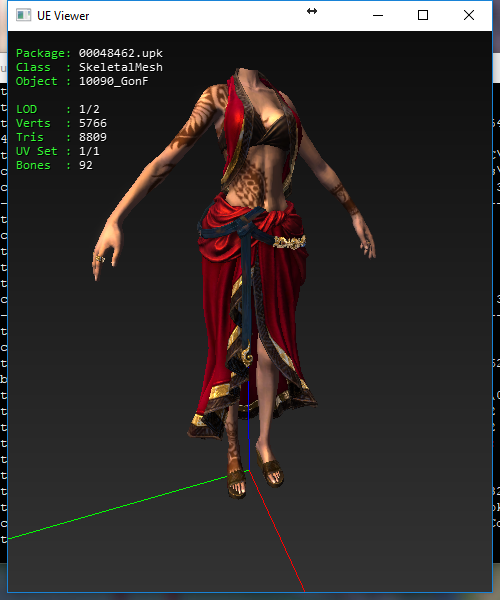 UE Viewer
Package: 00048462.upk
Class : SkeletalMesh
Object : 10090_GonF
LOD : 1/2
Verts : 5766
Tris : 8809
UV Set : 1/1
Bones : 92